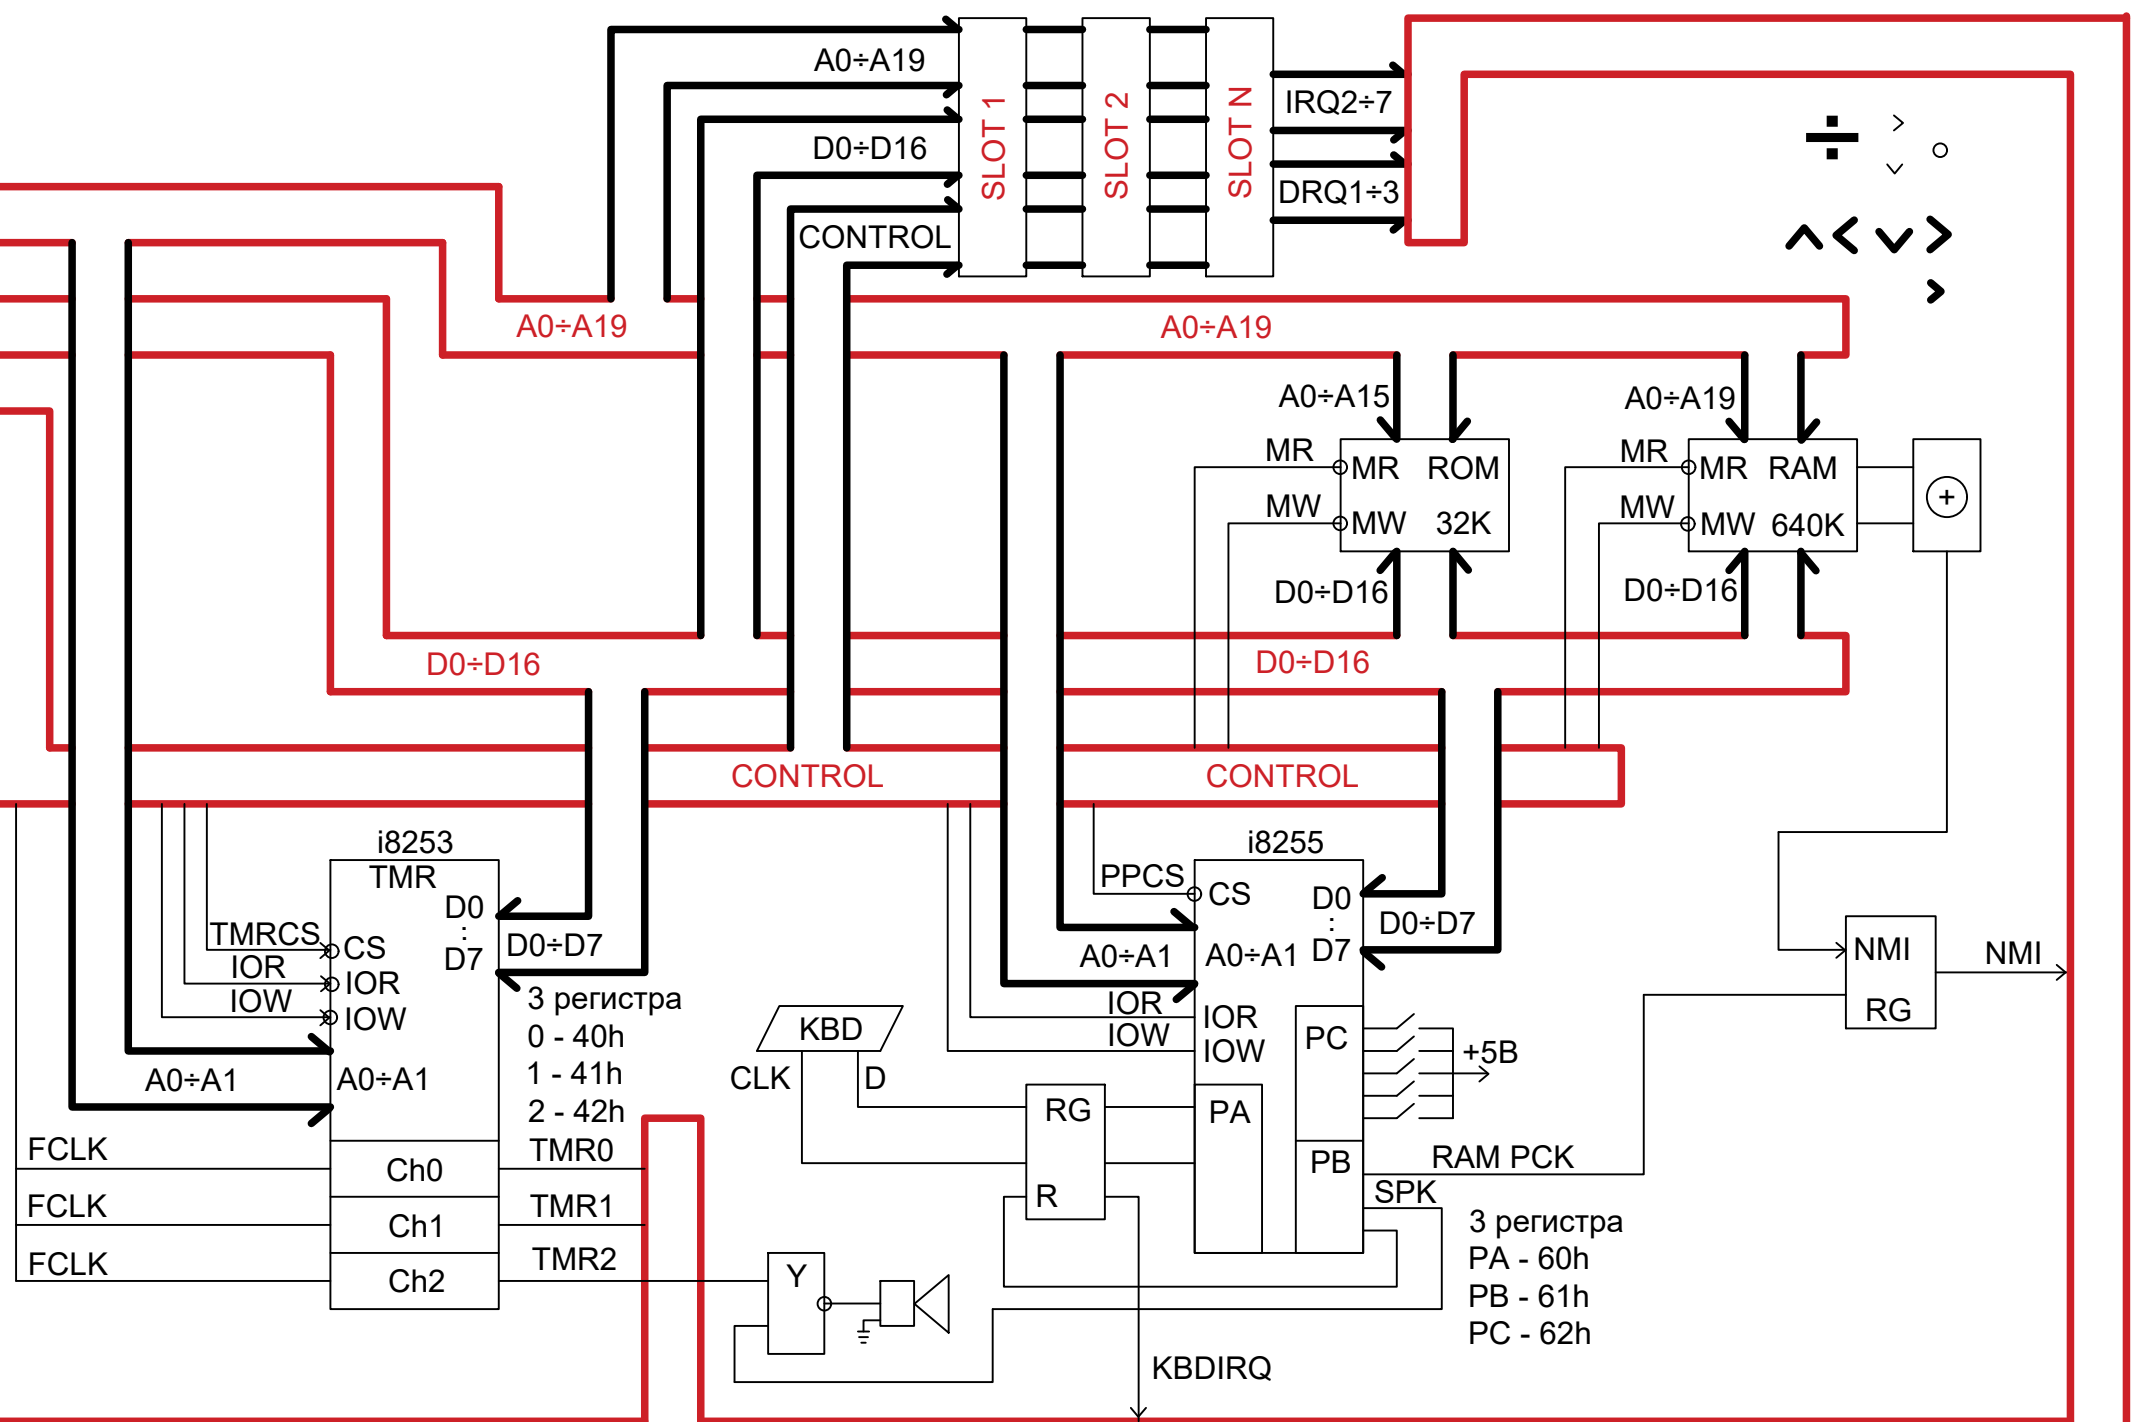 A0÷A19
D0÷D16
CONTROL
SLOT 1
SLOT 2
SLOT N
IRQ2÷7
DRQ1÷3
÷
A0÷A19
A0÷A19
A0÷A15
A0÷A19
MR
MR ROM
MW
MW 32K
MR
MR RAM
MW
MW 640K
+
D0÷D16
D0÷D16
D0÷D16
D0÷D16
CONTROL
CONTROL
i8253
TMR
D0
:
D7
D0÷D7
TMRCS
CS
IOR
IOR
IOW
IOW
A0÷A1
A0÷A1
3 регистра
0 - 40h
1 - 41h
2 - 42h
FCLK
Ch0
TMR0
FCLK
Ch1
TMR1
FCLK
Ch2
TMR2
Y
KBD
CLK
D
RG
R
KBDIRQ
i8255
PPCS
CS
D0
:
D7
D0÷D7
A0÷A1
A0÷A1
IOR
IOR
IOW
IOW
PC
+5В
PA
PB
RAM PCK
SPK
3 регистра
PA - 60h
PB - 61h
PC - 62h
NMI
RG
NMI